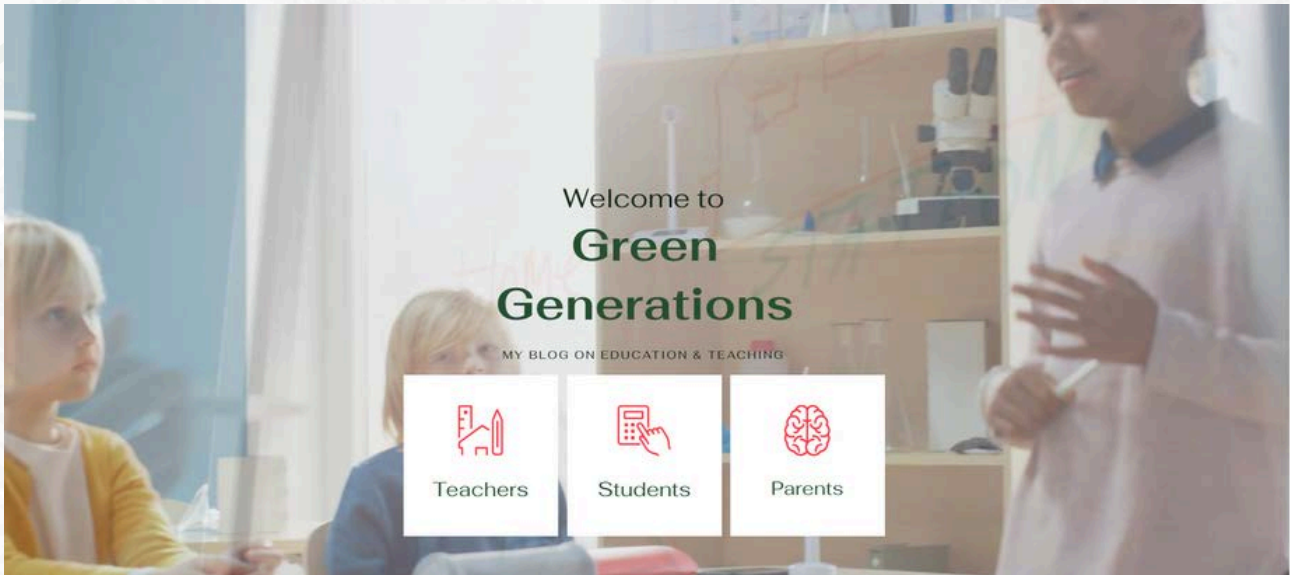 Welcome to
Green
Generations
MY BLOG ON EDUCATION & TEACHING
Teachers
Students
Parents